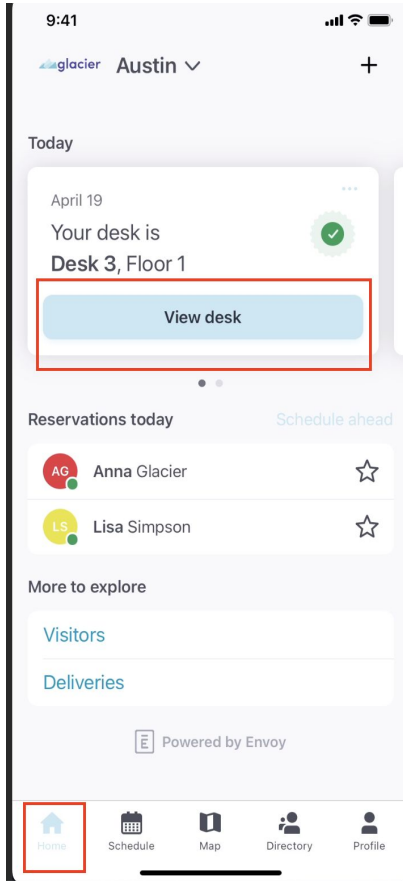 9:41
glacier Austin
Today
April 19
Your desk is
Desk 3, Floor 1
View desk
Reservations today Schedule ahead
AG Anna Glacier
LS Lisa Simpson
More to explore
Visitors
Deliveries
E Powered by Envoy
Home Schedule Map Directory Profile